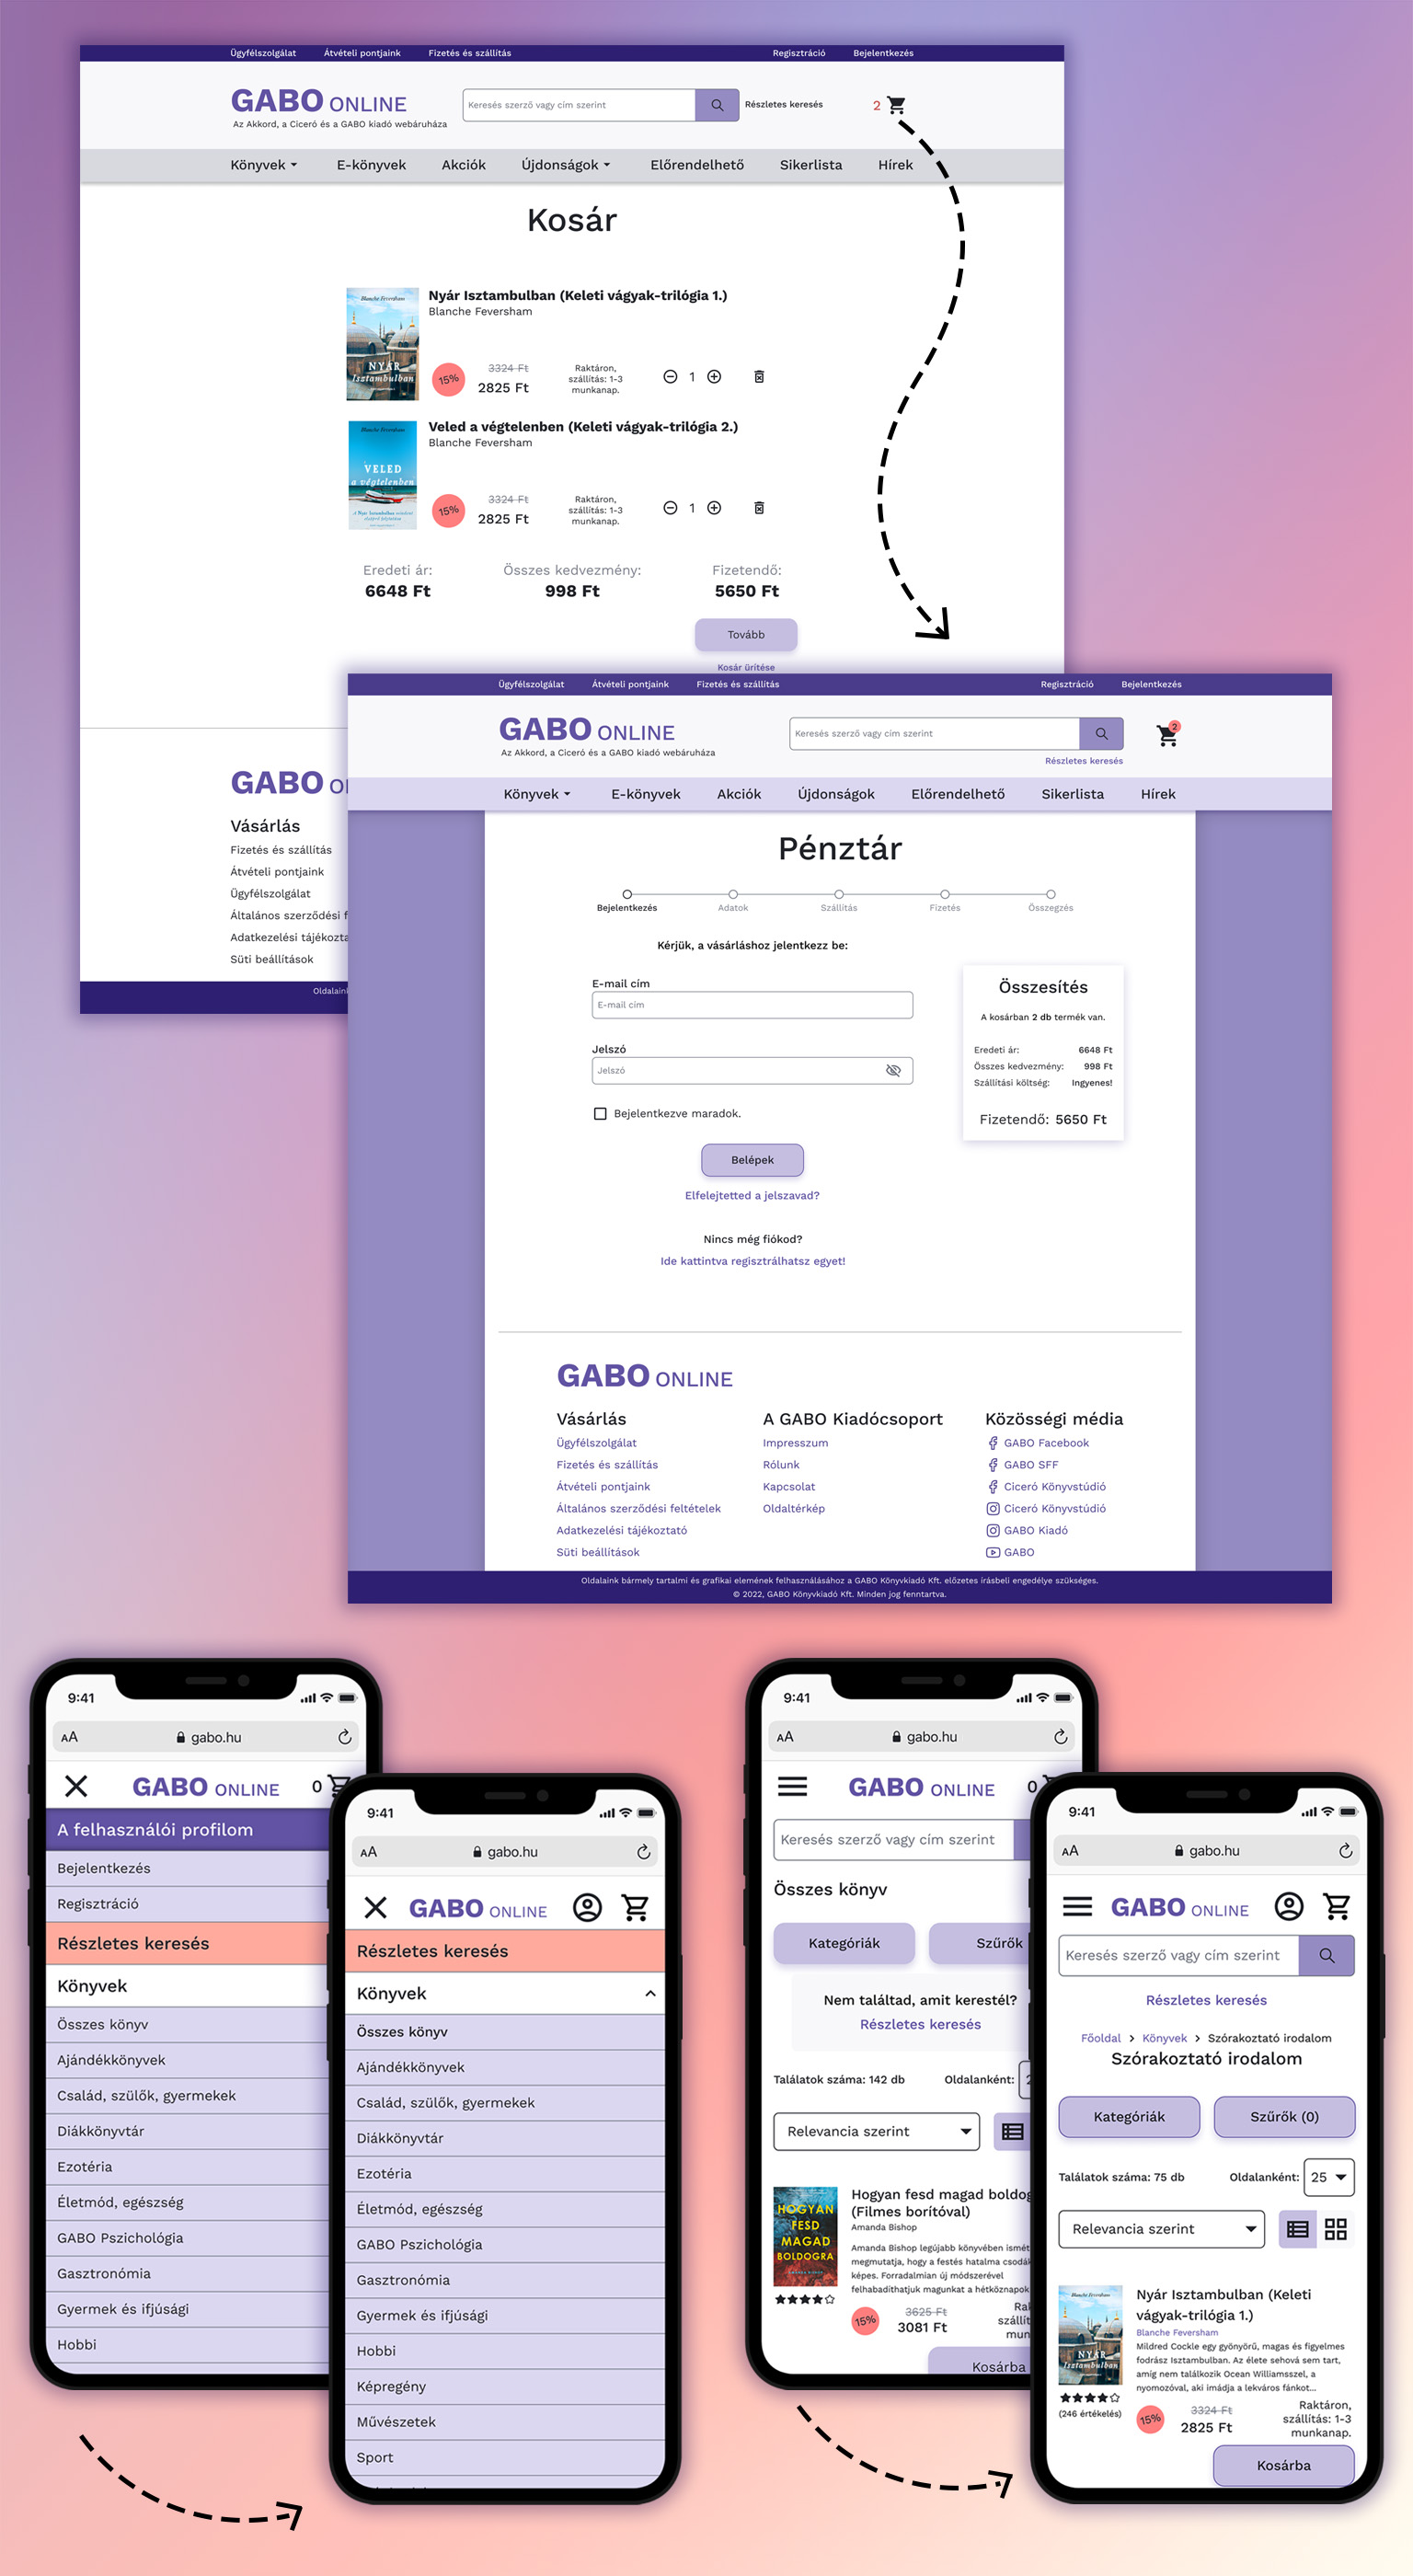 Ügyfélszolgálat Átvételi pontjaink Fizetés és szállítás Regisztráció Bejelentkezés
GABO ONLINE
Az Akkord, a Ciceró és a GABO kiadó webáruháza
Keresés szerző vagy cím szerint
Részletes keresés
2
Könyvek E-könyvek Akciók Újdonságok Előrendelhető Sikerlista Hírek
Kosár
Blanche Feversham
NYÁR
Isztambulban
Nyár Isztambulban (Keleti vágyak-trilógia 1.)
Blanche Feversham
15%
3324 Ft
2825 Ft
Raktáron,
szállítás: 1-3
munkanap.
1
Blanche Feversham
VELED
a végtelenben
Veled a végtelenben (Keleti vágyak-trilógia 2.)
Blanche Feversham
15%
3324 Ft
2825 Ft
Raktáron,
szállítás: 1-3
munkanap.
1
Eredeti ár: Összes kedvezmény: Fizetendő:
6648 Ft 998 Ft 5650 Ft
Tovább
Kosár ürítése
GABO
Vásárlás
Fizetés és szállítás
Átvételi pontjaink
Ügyfélszolgálat
Általános szerződési f
Adatkezelési tájékozta
Süti beállítások
Oldalaink
Ügyfélszolgálat Átvételi pontjaink Fizetés és szállítás Regisztráció Bejelentkezés
GABO ONLINE
Az Akkord, a Ciceró és a GABO kiadó webáruháza
Keresés szerző vagy cím szerint
Részletes keresés
2
Könyvek E-könyvek Akciók Újdonságok Előrendelhető Sikerlista Hírek
Pénztár
Bejelentkezés Adatok Szállítás Fizetés Összegzés
Kérjük, a vásárláshoz jelentkezz be:
E-mail cím
E-mail cím
Jelszó
Jelszó
Bejelentkezve maradok.
Belépek
Elfelejtetted a jelszavad?
Nincs még fiókod?
Ide kattintva regisztrálhatsz egyet!
Összesítés
A kosárban 2 db termék van.
Eredeti ár: 6648 Ft
Összes kedvezmény: 998 Ft
Szállítási költség: Ingyenes!
Fizetendő: 5650 Ft
GABO ONLINE
Vásárlás
Ügyfélszolgálat
Fizetés és szállítás
Átvételi pontjaink
Általános szerződési feltételek
Adatkezelési tájékoztató
Süti beállítások
A GABO Kiadócsoport
Impresszum
Rólunk
Kapcsolat
Oldaltérkép
Közösségi média
GABO Facebook
GABO SFF
Ciceró Könyvstúdió
Ciceró Könyvstúdió
GABO Kiadó
GABO
Oldalaink bármely tartalmi és grafikai elemének felhasználásához a GABO Könyvkiadó Kft. előzetes írásbeli engedélye szükséges.
© 2022, GABO Könyvkiadó Kft. Minden jog fenntartva.
9:41
AA gabo.hu
GABO ONLINE 0
A felhasználói profilom
Bejelentkezés
Regisztráció
Részletes keresés
Könyvek
Összes könyv
Ajándékkönyvek
Család, szülők, gyermekek
Diákkönyvtár
Ezotéria
Életmód, egészség
GABO Pszichológia
Gasztronómia
Gyermek és ifjúsági
Hobbi
9:41
AA gabo.hu
GABO ONLINE
Részletes keresés
Könyvek
Összes könyv
Ajándékkönyvek
Család, szülők, gyermekek
Diákkönyvtár
Ezotéria
Életmód, egészség
GABO Pszichológia
Gasztronómia
Gyermek és ifjúsági
Hobbi
Képregény
Művészetek
Sport
9:41
AA gabo.hu
GABO ONLINE 0
Keresés szerző vagy cím szerint
Összes könyv
Kategóriák Szűrők
Nem találtad, amit kerestél?
Részletes keresés
Találatok száma: 142 db Oldalanként: 2
Relevancia szerint
HOGYAN
FESD
MAGAD
BOLDOGRA
Hogyan fesd magad boldog
(Filmes borítóval)
Amanda Bishop
Amanda Bishop legújabb könyvében ismét
megmutatja, hogy a festés hatalma csodák
képes. Forradalmian új módszerével
felhabadíthatjuk magunkat a hétköznapok
15%
3625 Ft
3081 Ft
Rak
szállít
mun
Kosárba
9:41
AA gabo.hu
GABO ONLINE
Keresés szerző vagy cím szerint
Részletes keresés
Főoldal > Könyvek > Szórakoztató irodalom
Szórakoztató irodalom
Kategóriák Szűrők (0)
Találatok száma: 75 db Oldalanként: 25
Relevancia szerint
Blanche Feversham
NYÁR
Isztambulban
(246 értékelés)
Nyár Isztambulban (Keleti
vágyak-trilógia 1.)
Blanche Feversham
Mildred Cockle egy gyönyörű, magas és figyelmes
fodrász Isztambulban. Az élete sehová sem tart,
amíg nem találkozik Ocean Williamsszel, a
nyomozóval, aki imádja a lekváros fánkot...
15%
3324 Ft
2825 Ft
Raktáron,
szállítás: 1-3
munkanap.
Kosárba